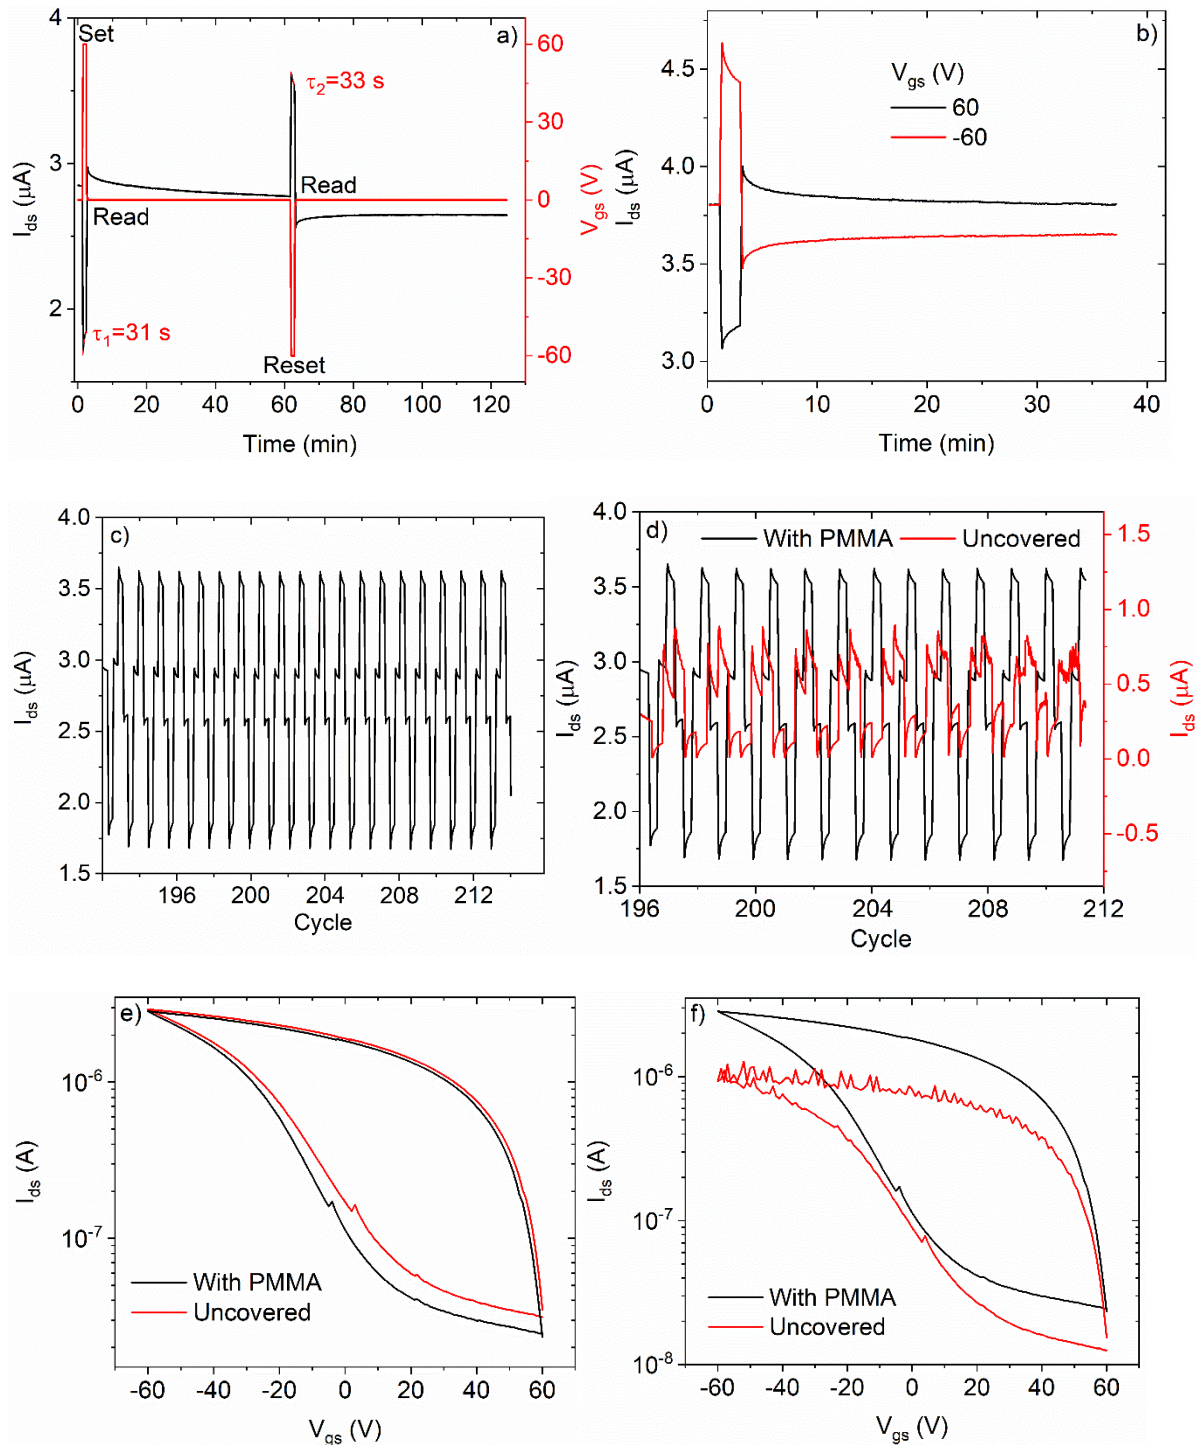 a)
Set
τ1=31 s
τ2=33 s
Read
Read
Reset
4
3
2
Ids (μA)
60
30
0
-30
-60
Vgs (V)
0 20 40 60 80 100 120
Time (min)
b)
Vgs (V)
60
-60
4.5
4.0
3.5
3.0
Ids (μA)
0 10 20 30 40
Time (min)
c)
4.0
3.5
3.0
2.5
2.0
1.5
Ids (μA)
196 200 204 208 212
Cycle
d)
With PMMA
Uncovered
4.0
3.5
3.0
2.5
2.0
1.5
Ids (μA)
1.5
1.0
0.5
0.0
-0.5
Ids (μA)
196 200 204 208 212
Cycle
e)
10-6
10-7
Ids (A)
With PMMA
Uncovered
-60 -40 -20 0 20 40 60
Vgs (V)
f)
10-6
10-7
10-8
Ids (A)
With PMMA
Uncovered
-60 -40 -20 0 20 40 60
Vgs (V)